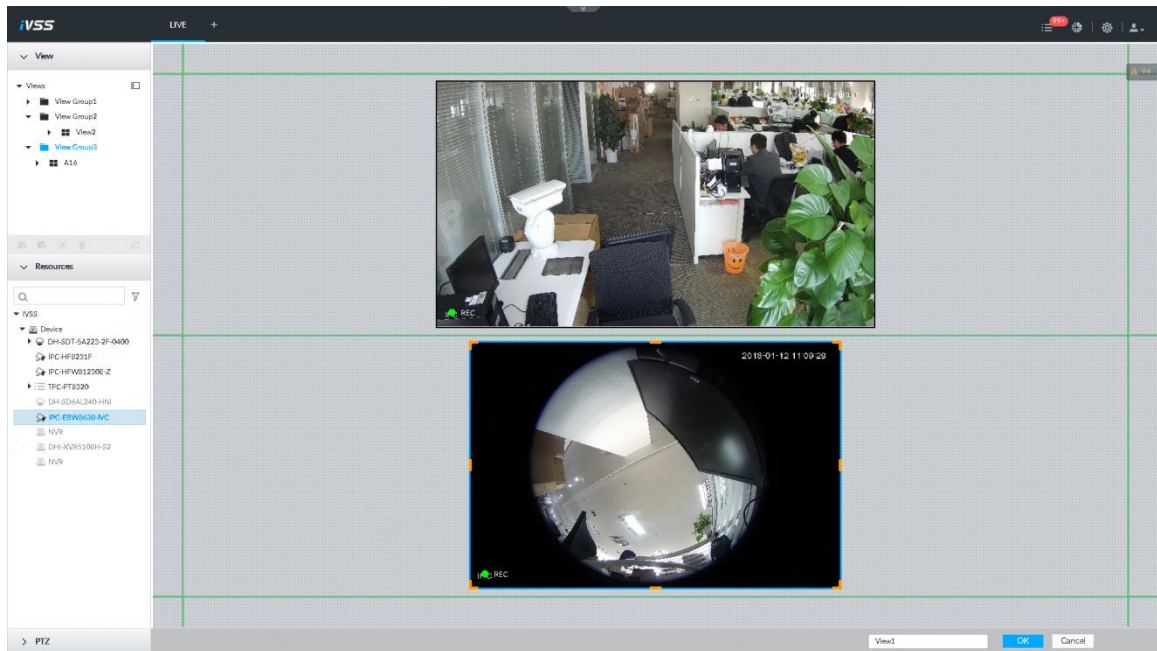 iVSS
LIVE +
99+
View
Views
View Group1
View Group2
View2
View Group3
A16
Resources
IVSS
Device
DH-SDT-5A223-2F-0400
IPC-HF8231F
IPC-HFW81230E-Z
TPC-PT8320
DH-SD6AL240-HNI
IPC-EBW8630-IVC
NVR
DHI-XVR5108H-S2
NVR
PTZ
REC
2018-01-12 11:09:29
REC
View1
OK
Cancel